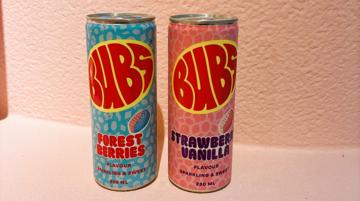 BUBS
FOREST
BERRIES
FLAVOUR
SPARKLING & SWEET
250 ML
BUBS
STRAWBERRY
VANILLA
FLAVOUR
SPARKLING & SWEET
250 ML